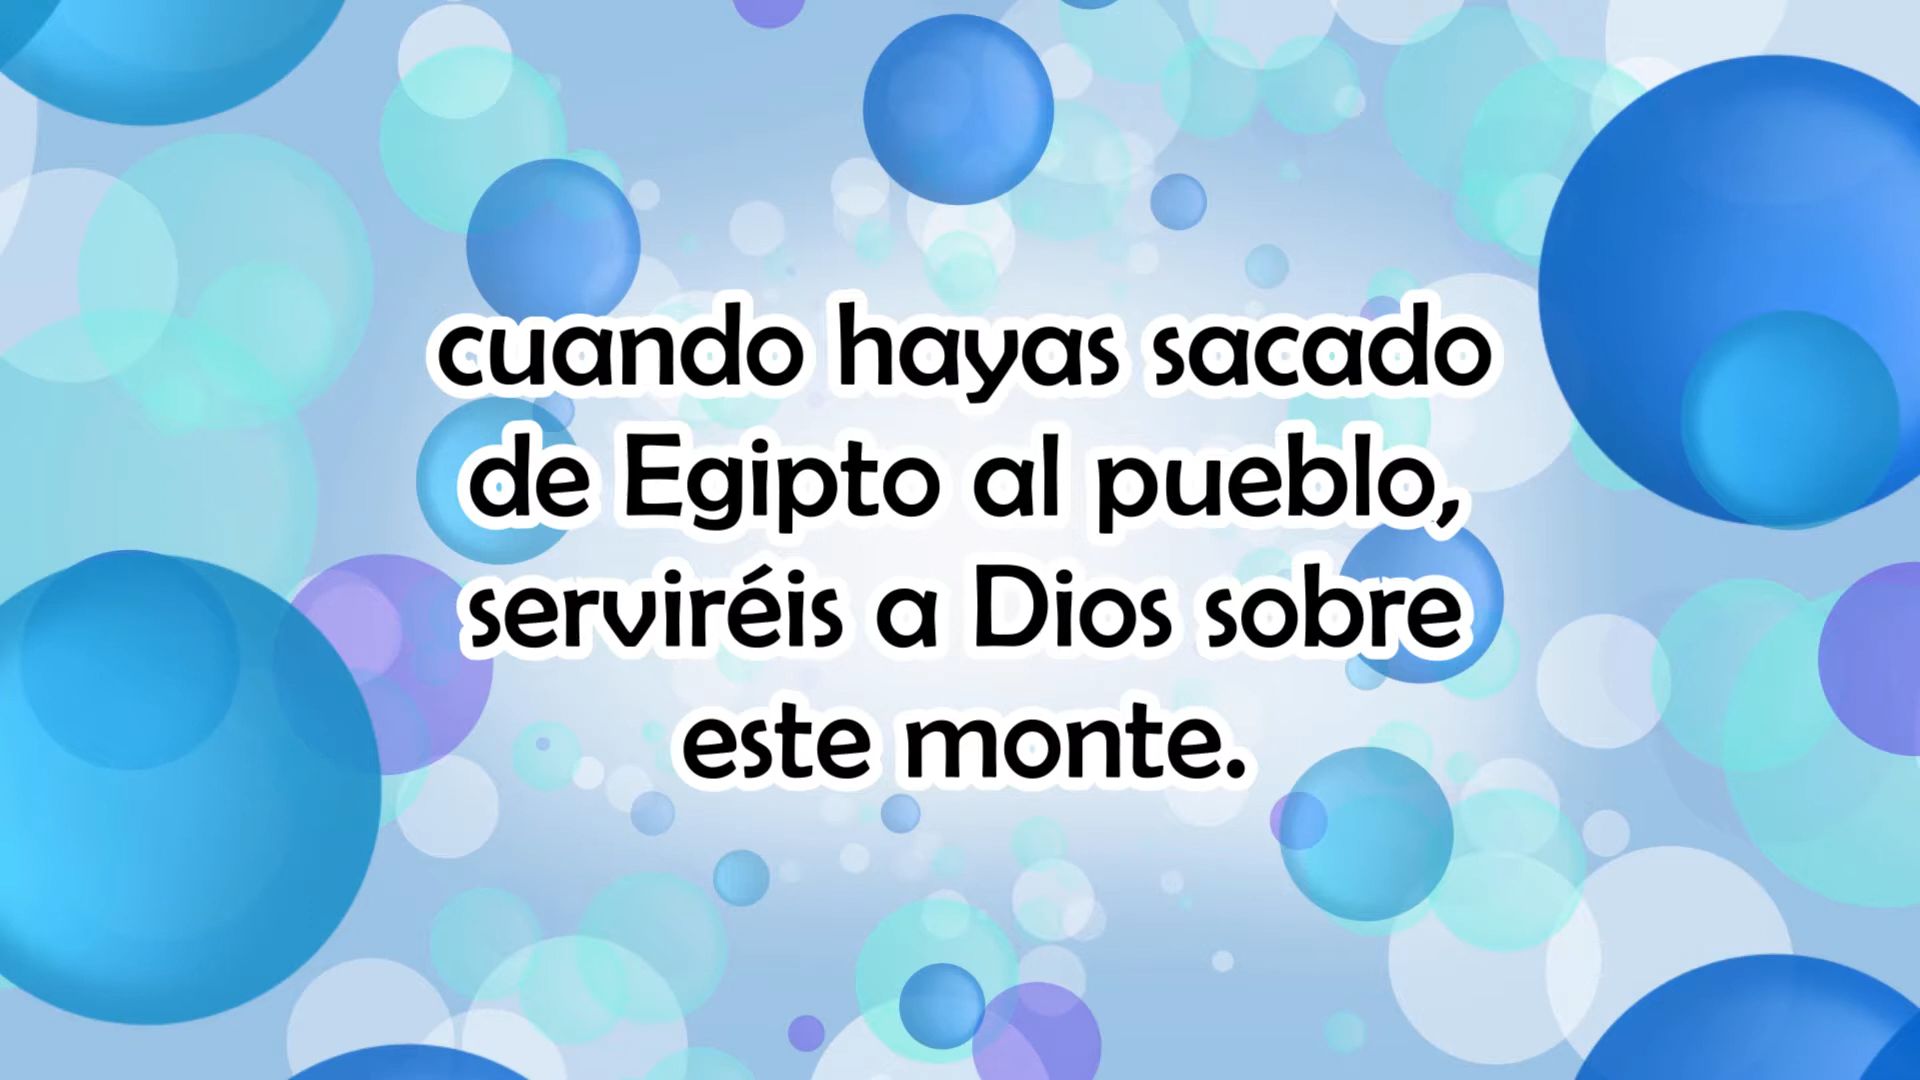 cuando hayas sacado
de Egipto al pueblo,
serviréis a Dios sobre
este monte.